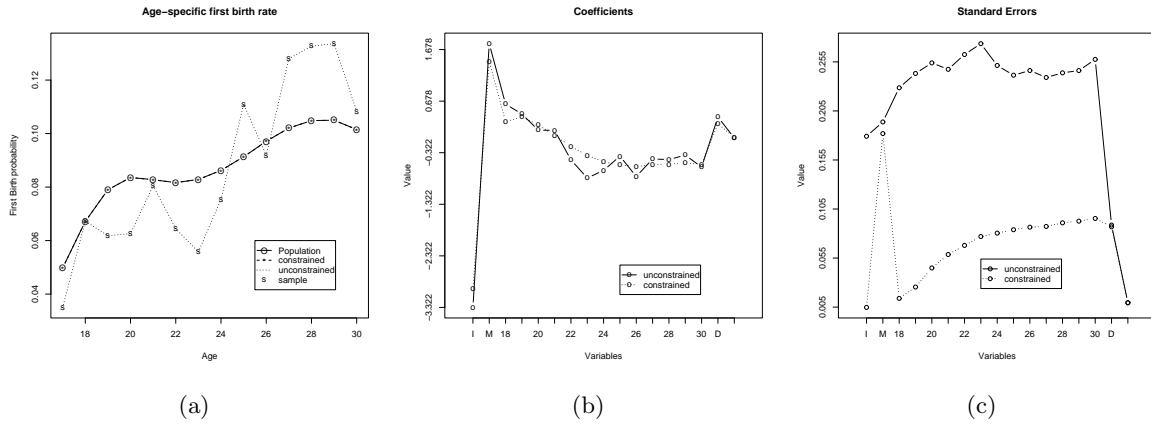 Age−specific first birth rate
First Birth probability
0.12
0.10
0.08
0.06
0.04
18 20 22 24 26 28 30
Age
Population
constrained
unconstrained
s sample
(a)
Coefficients
Value
1.678
0.678
−0.322
−1.322
−2.322
−3.322
I M 18 20 22 24 26 28 30 D
Variables
unconstrained
constrained
(b)
Standard Errors
Value
0.255
0.205
0.155
0.105
0.055
0.005
I M 18 20 22 24 26 28 30 D
Variables
unconstrained
constrained
(c)